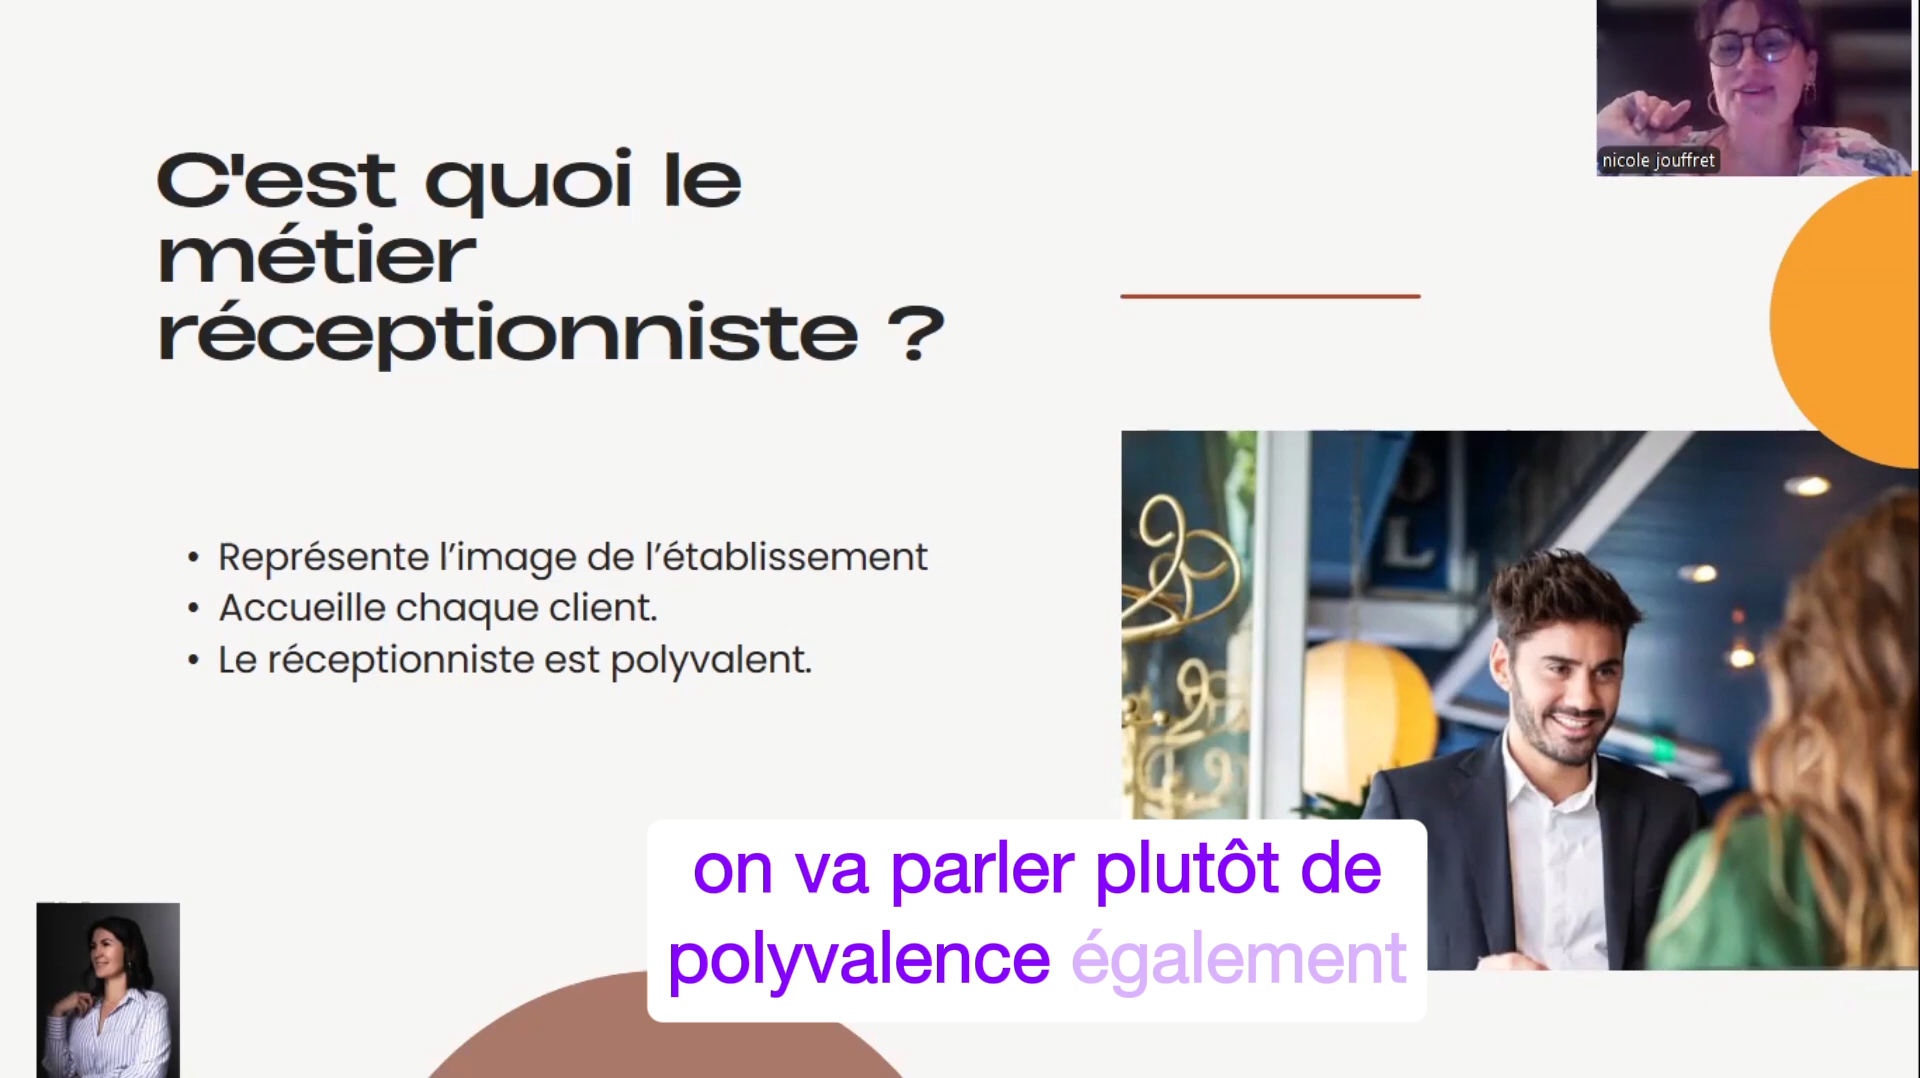 nicole jouffret
C'est quoi le
métier
réceptionniste ?
• Représente l’image de l’établissement
• Accueille chaque client.
• Le réceptionniste est polyvalent.
on va parler plutôt de
polyvalence également